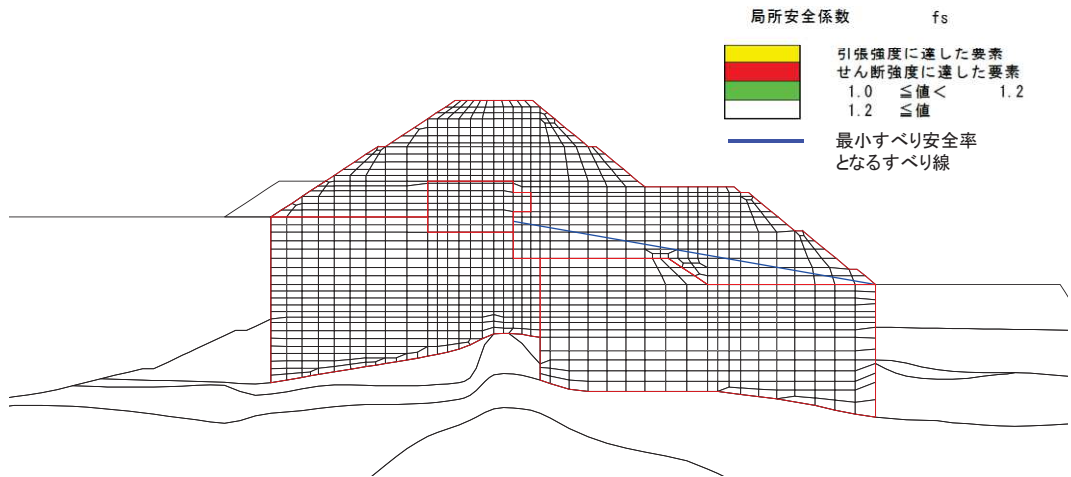 局所安全係数 fs
引張強度に達した要素
せん断強度に達した要素
1.0 ≦値< 1.2
1.2 ≦値
最小すべり安全率
となるすべり線